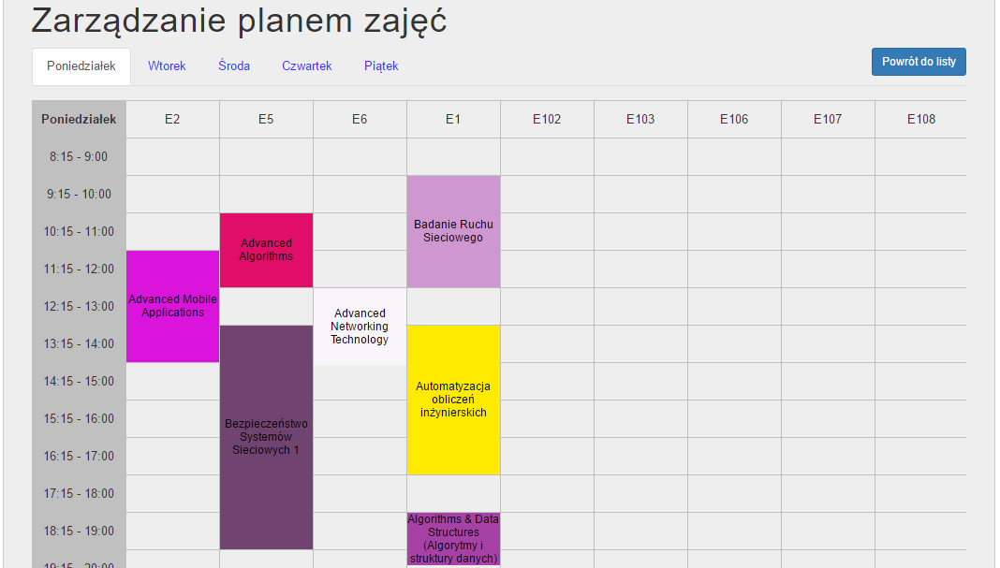 Zarządzanie planem zajęć
Poniedziałek Wtorek Środa Czwartek Piątek Powrót do listy
Poniedziałek E2 E5 E6 E1 E102 E103 E106 E107 E108
8:15 - 9:00
9:15 - 10:00
10:15 - 11:00
11:15 - 12:00
12:15 - 13:00
13:15 - 14:00
14:15 - 15:00
15:15 - 16:00
16:15 - 17:00
17:15 - 18:00
18:15 - 19:00
19:15 - 20:00
Advanced Mobile
Applications
Advanced
Algorithms
Bezpieczeństwo
Systemów
Sieciowych 1
Advanced
Networking
Technology
Badanie Ruchu
Sieciowego
Automatyzacja
obliczeń
inżynierskich
Algorithms & Data
Structures
(Algorytmy i
struktury danych)